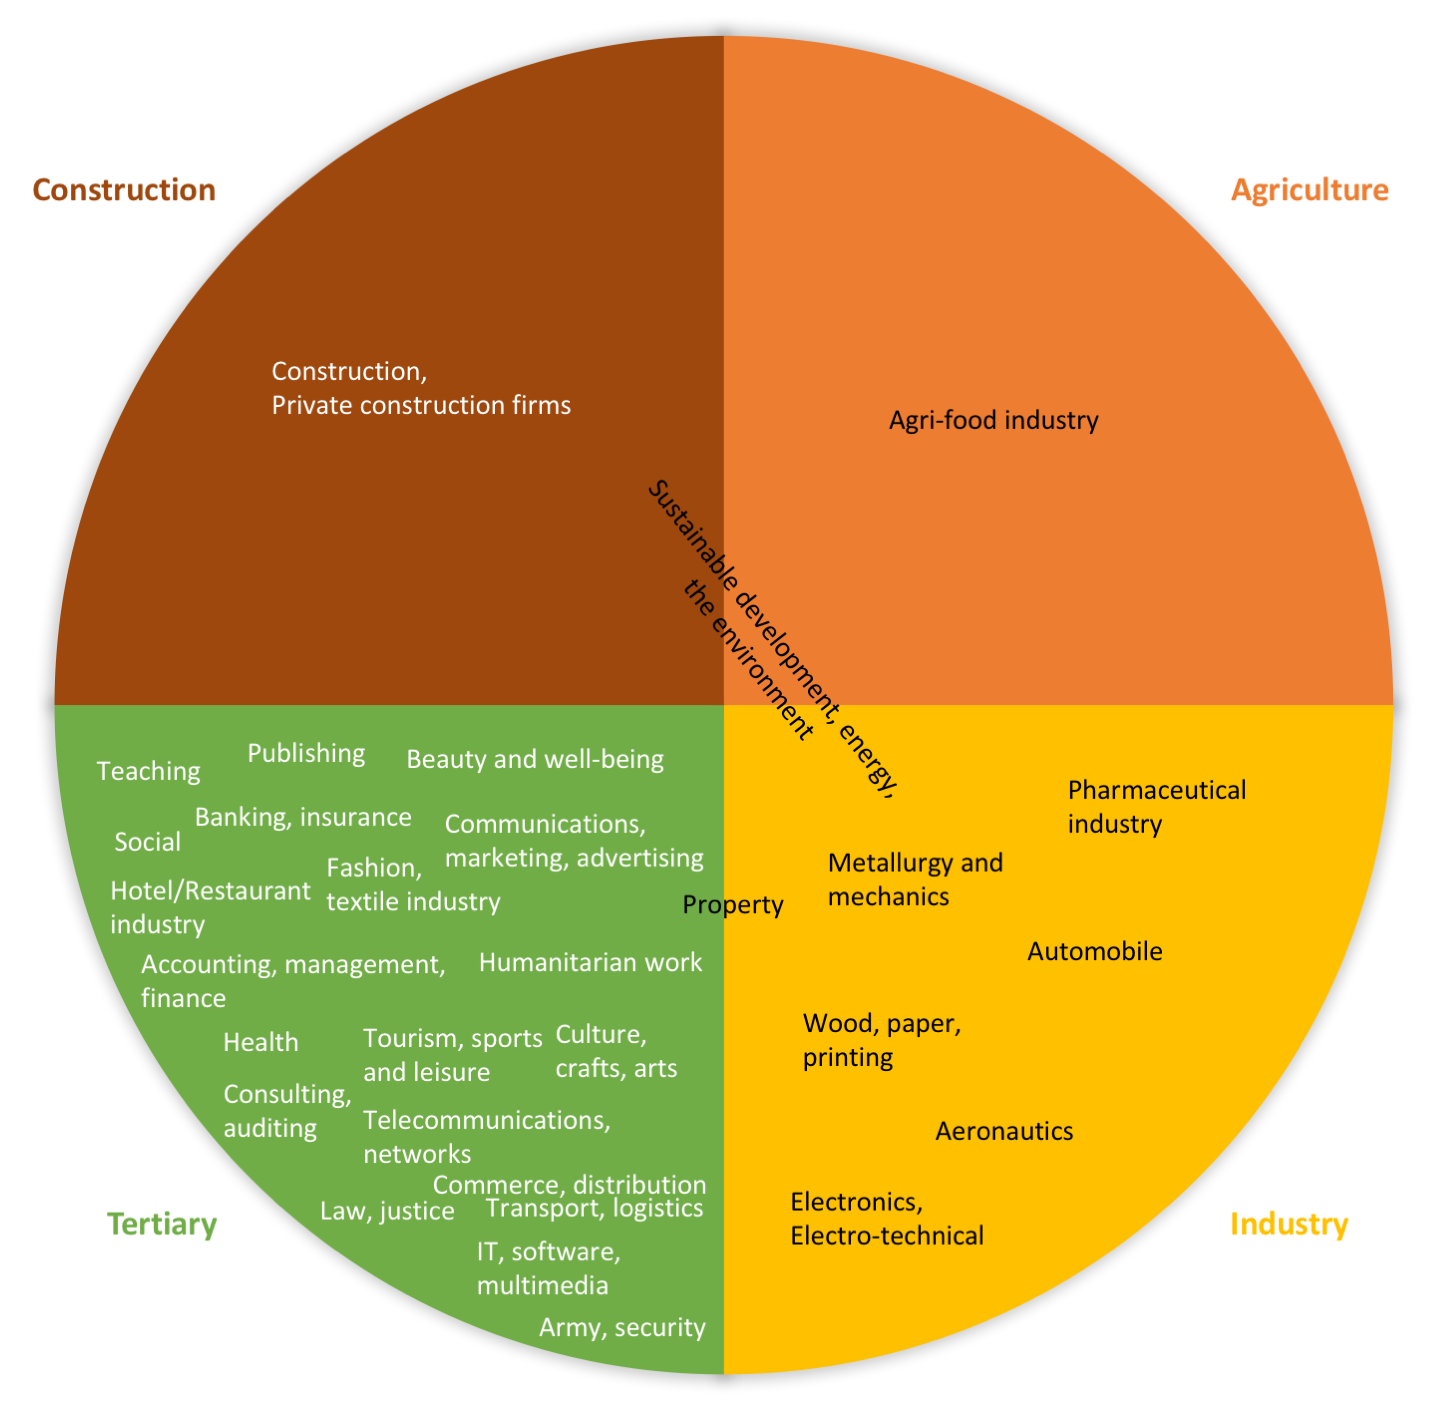 Construction
Agriculture
Construction,
Private construction firms
Agri-food industry
Sustainable development, energy,
the environment
Teaching
Publishing
Beauty and well-being
Banking, insurance
Social
Communications,
marketing, advertising
Fashion,
textile industry
Hotel/Restaurant
industry
Property
Accounting, management,
finance
Humanitarian work
Health
Tourism, sports
and leisure
Culture,
crafts, arts
Consulting,
auditing
Telecommunications,
networks
Commerce, distribution
Law, justice
Transport, logistics
IT, software,
multimedia
Army, security
Pharmaceutical
industry
Metallurgy and
mechanics
Automobile
Wood, paper,
printing
Aeronautics
Electronics,
Electro-technical
Tertiary
Industry